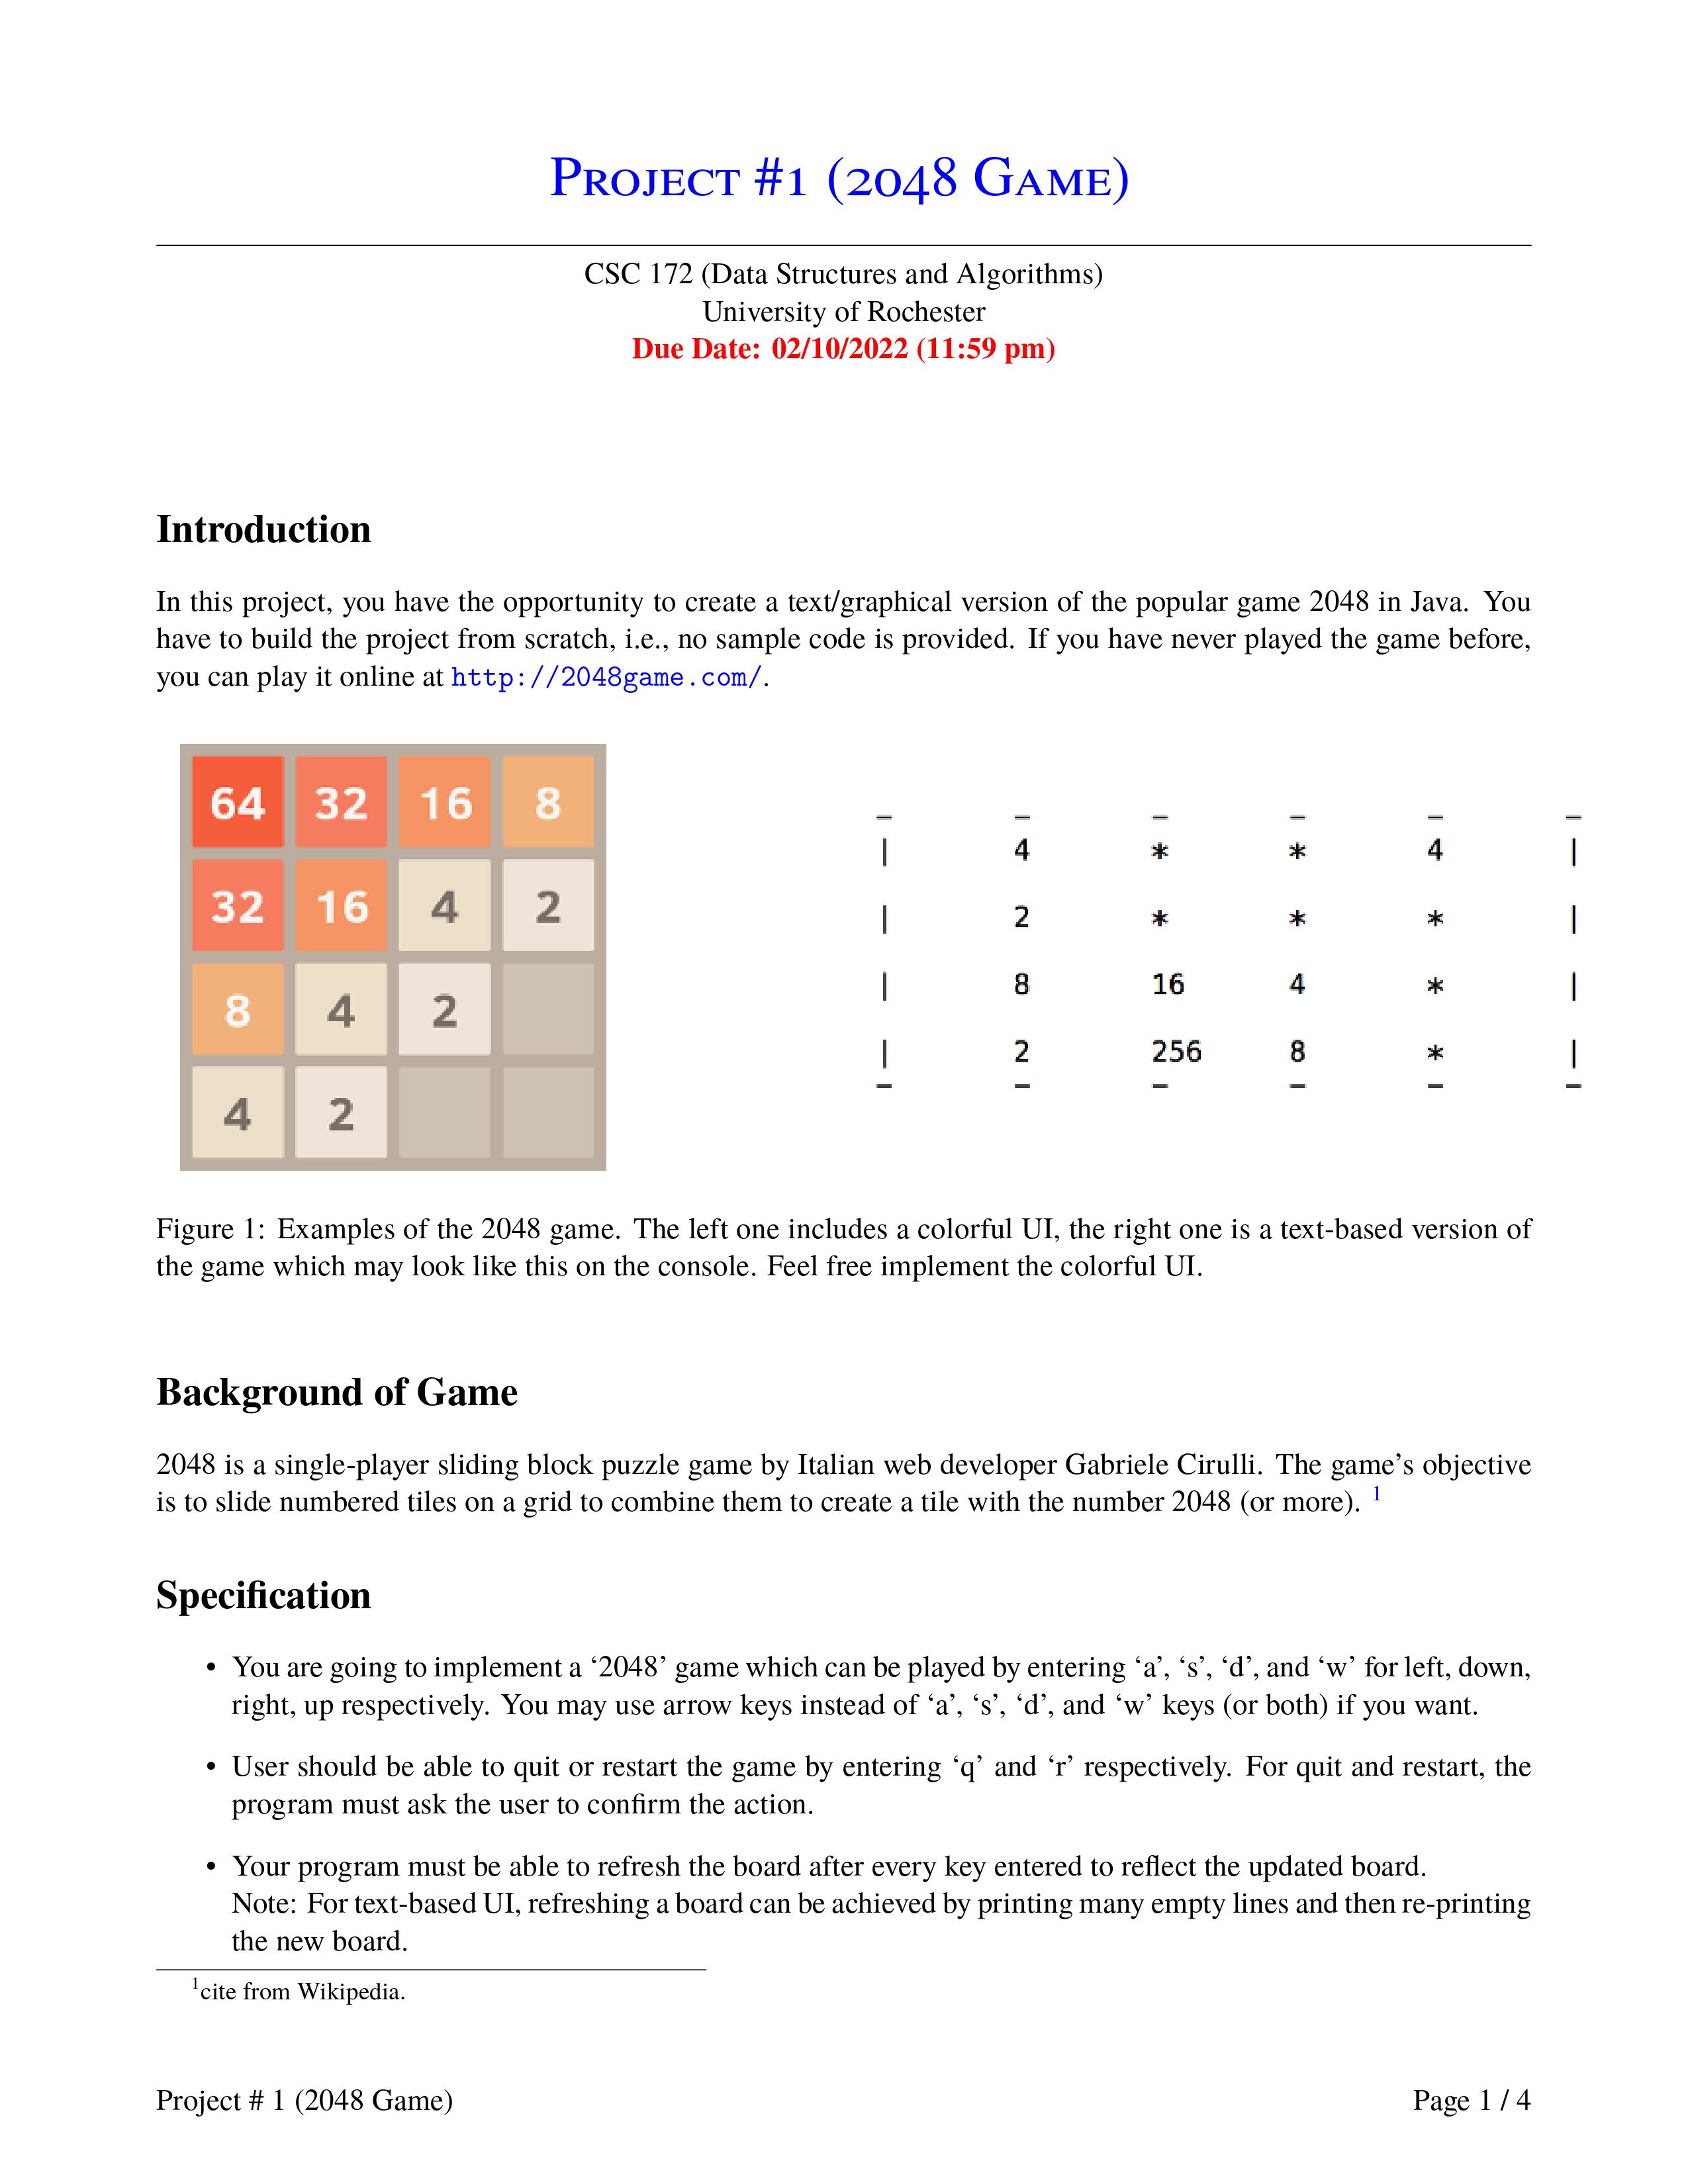 Project #1 (2048 Game)
CSC 172 (Data Structures and Algorithms)
University of Rochester
Due Date: 02/10/2022 (11:59 pm)
Introduction
In this project, you have the opportunity to create a text/graphical version of the popular game 2048 in Java. You
have to build the project from scratch, i.e., no sample code is provided. If you have never played the game before,
you can play it online at http://2048game.com/.
64 32 16 8
32 16 4 2
8 4 2
4 2
– – – – – –
| 4 * * 4 |
| 2 * * * |
| 8 16 4 * |
| 2 256 8 * |
– – – – – –
Figure 1: Examples of the 2048 game. The left one includes a colorful UI, the right one is a text-based version of
the game which may look like this on the console. Feel free implement the colorful UI.
Background of Game
2048 is a single-player sliding block puzzle game by Italian web developer Gabriele Cirulli. The game's objective
is to slide numbered tiles on a grid to combine them to create a tile with the number 2048 (or more). 1
Specification
• You are going to implement a ‘2048’ game which can be played by entering ‘a’, ‘s’, ‘d’, and ‘w’ for left, down,
right, up respectively. You may use arrow keys instead of ‘a’, ‘s’, ‘d’, and ‘w’ keys (or both) if you want.
• User should be able to quit or restart the game by entering ‘q’ and ‘r’ respectively. For quit and restart, the
program must ask the user to confirm the action.
• Your program must be able to refresh the board after every key entered to reflect the updated board.
Note: For text-based UI, refreshing a board can be achieved by printing many empty lines and then re-printing
the new board.
1cite from Wikipedia.
Project # 1 (2048 Game) Page 1 / 4